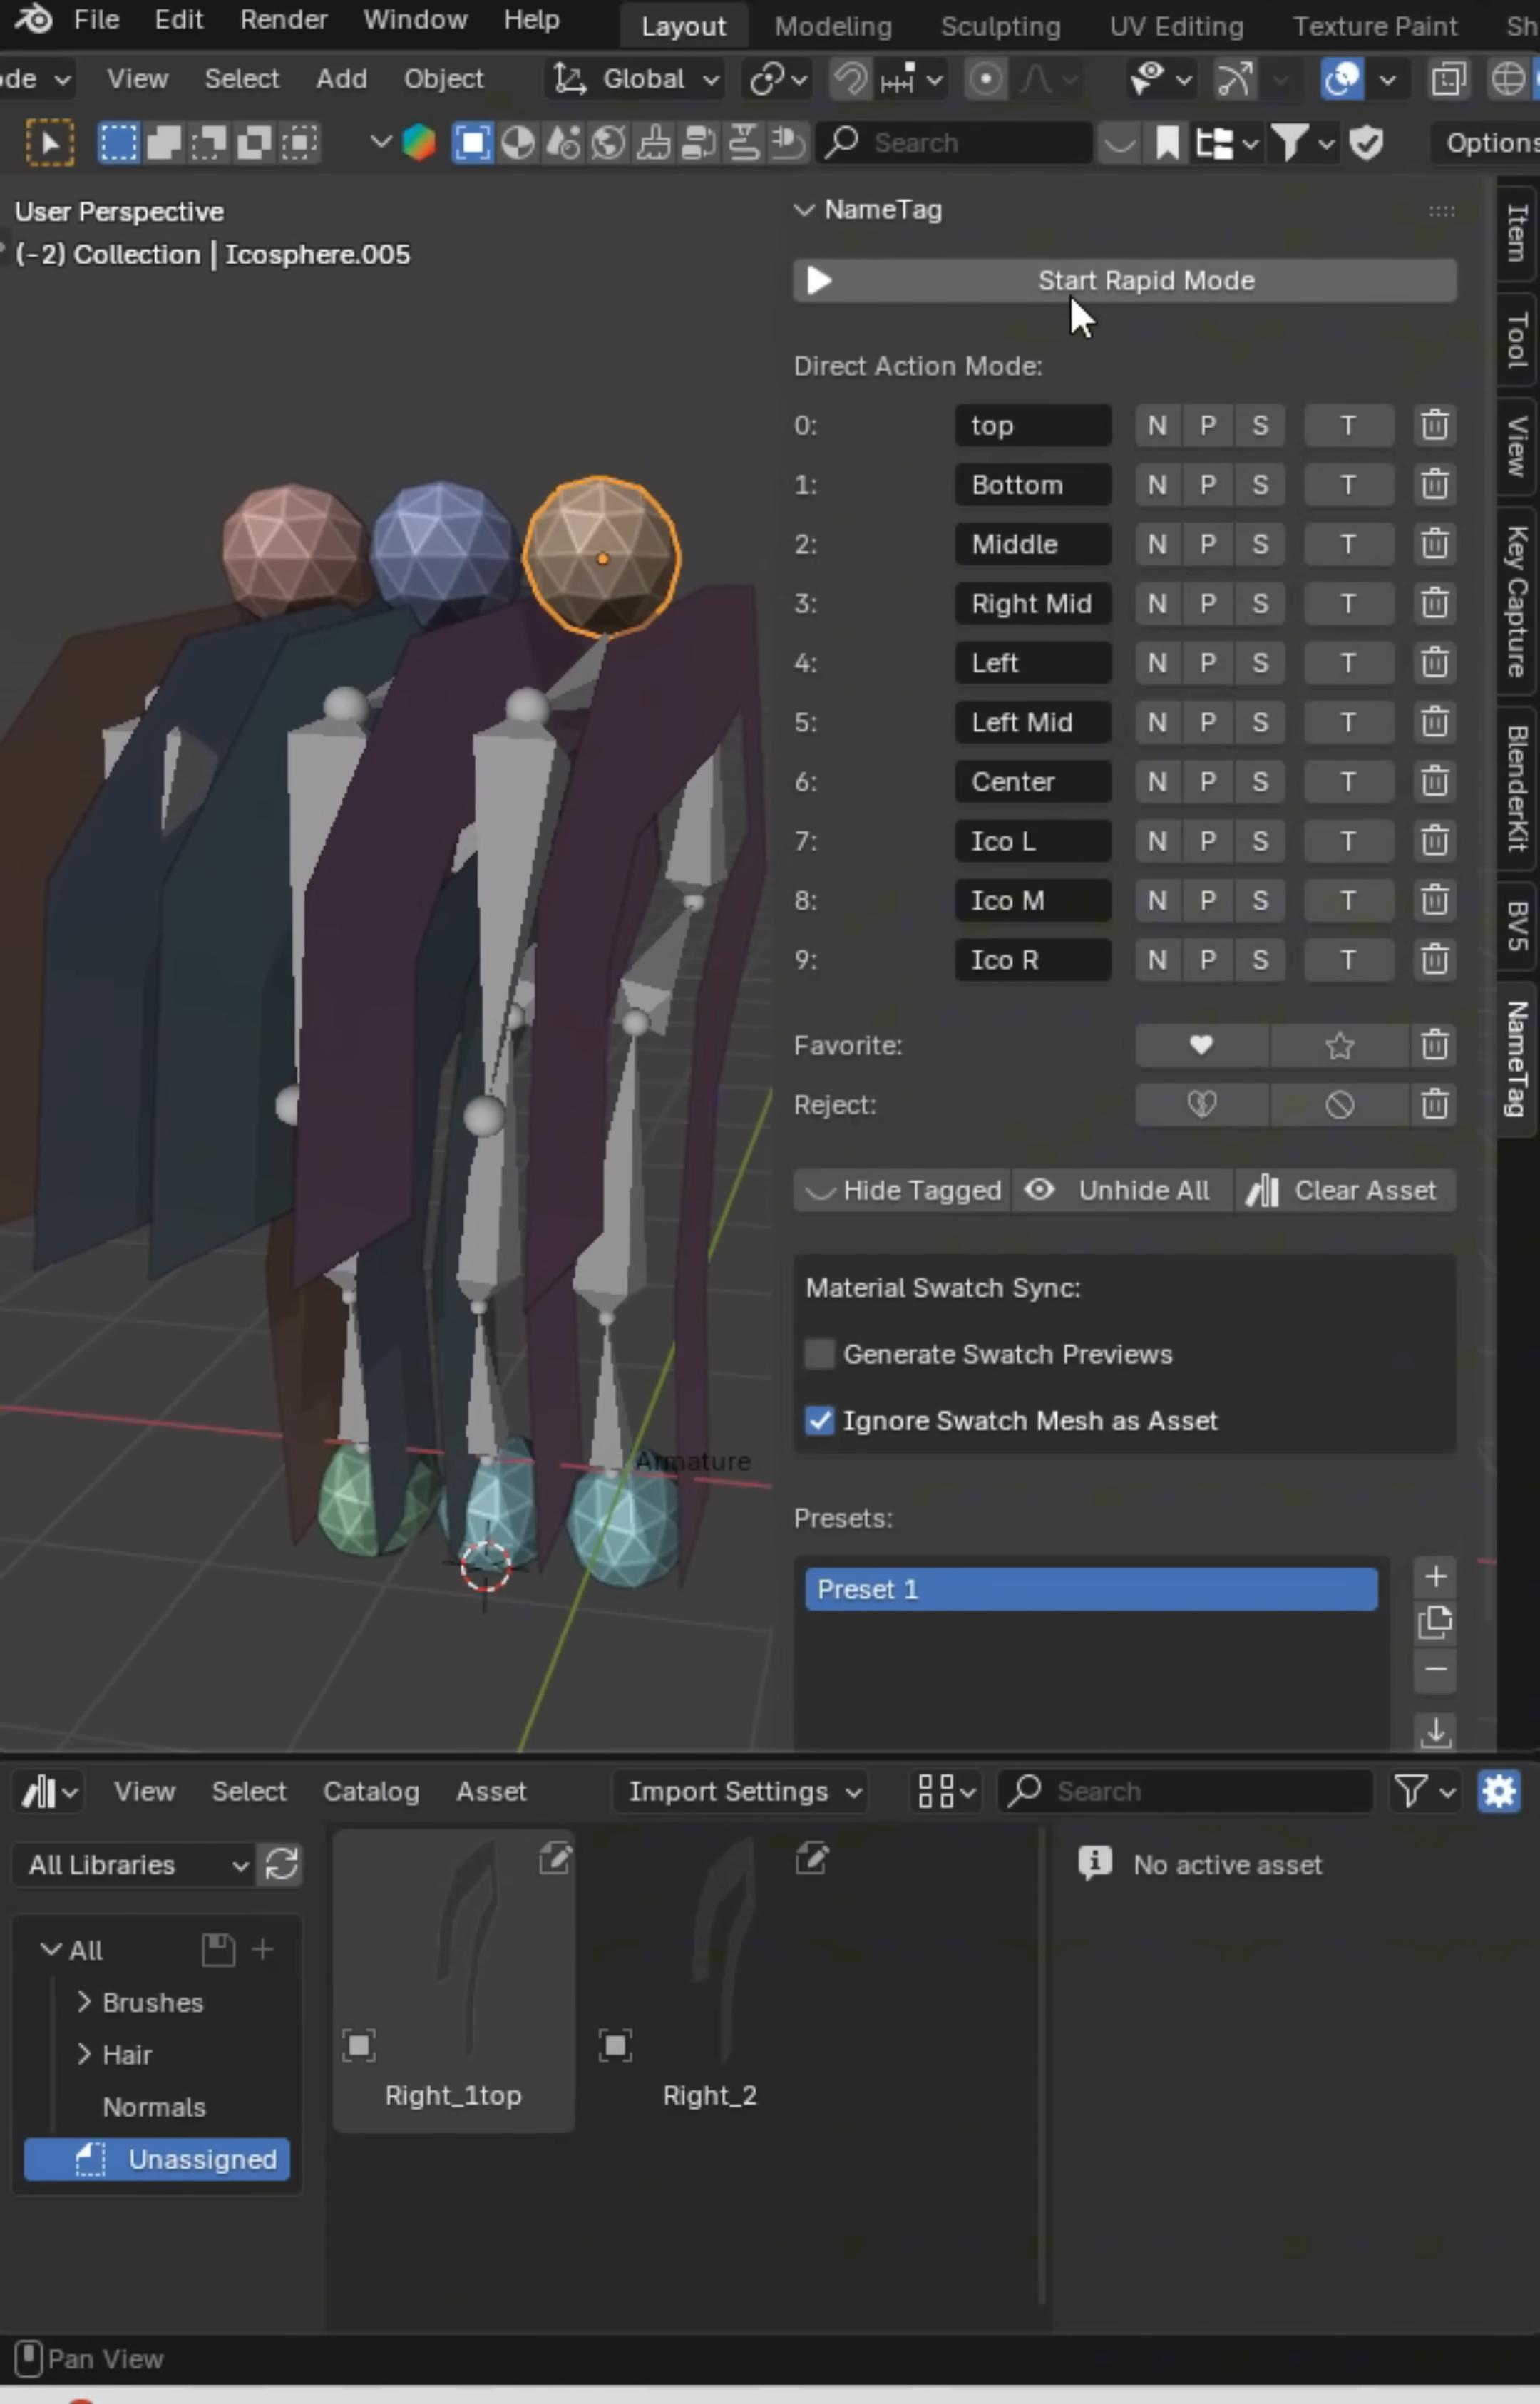 File Edit Render Window Help Layout Modeling Sculpting UV Editing Texture Paint Sh
de View Select Add Object Global
Search Options
User Perspective
(-2) Collection | Icosphere.005
NameTag
Start Rapid Mode
Direct Action Mode:
0: top N P S T
1: Bottom N P S T
2: Middle N P S T
3: Right Mid N P S T
4: Left N P S T
5: Left Mid N P S T
6: Center N P S T
7: Ico L N P S T
8: Ico M N P S T
9: Ico R N P S T
Favorite:
Reject:
Hide Tagged Unhide All Clear Asset
Material Swatch Sync:
Generate Swatch Previews
Ignore Swatch Mesh as Asset
Presets:
Preset 1
Item
Tool
View
Key Capture
BlenderKit
BV5
NameTag
Armature
View Select Catalog Asset Import Settings Search
All Libraries
All
Brushes
Hair
Normals
Unassigned
Right_1top Right_2
No active asset
Pan View